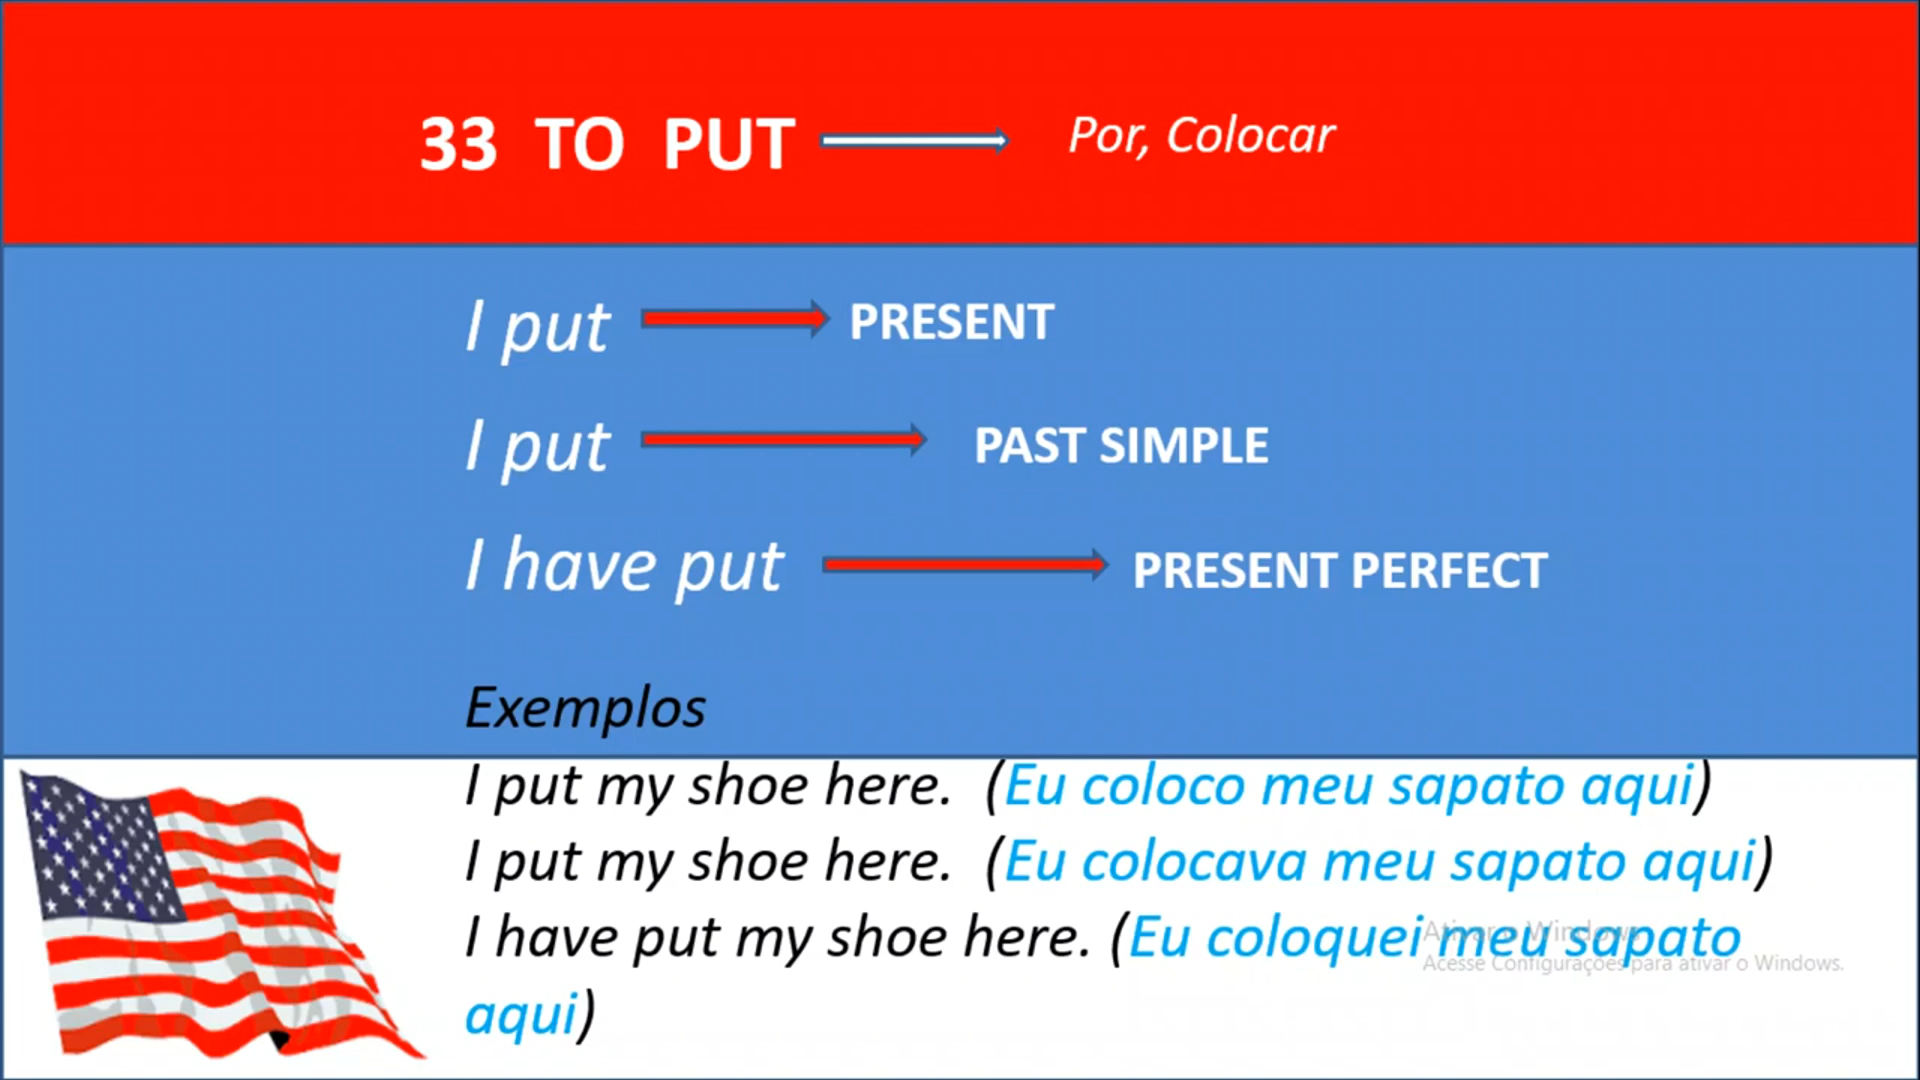 33 TO PUT
Por, Colocar
I put
PRESENT
I put
PAST SIMPLE
I have put
PRESENT PERFECT
Exemplos
I put my shoe here. (Eu coloco meu sapato aqui)
I put my shoe here. (Eu colocava meu sapato aqui)
I have put my shoe here. (Eu coloquei meu sapato
aqui)
Ativar o Windows
Acesse Configurações para ativar o Windows.